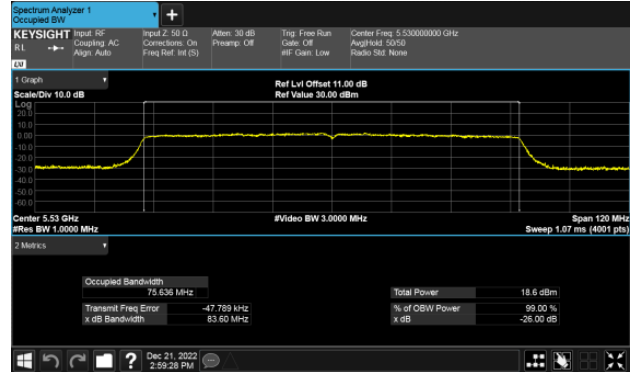 Spectrum Analyzer 1
Occupied BW
+
KEYSIGHT Input: RF Input Z: 50 Ω Atten: 30 dB Trig: Free Run Center Freq: 5.530000000 GHz
RL Coupling: AC Corrections: On Preamp: Off Gate: Off Avg|Hold: 50/50
Align: Auto Freq Ref: Int (S) #IF Gain: Low Radio Std: None
LXI
1 Graph
Ref Lvl Offset 11.00 dB
Scale/Div 10.0 dB Ref Value 30.00 dBm
Log
20.0
10.0
0.00
-10.0
-20.0
-30.0
-40.0
-50.0
-60.0
Center 5.53 GHz #Video BW 3.0000 MHz Span 120 MHz
#Res BW 1.0000 MHz Sweep 1.07 ms (4001 pts)
2 Metrics
Occupied Bandwidth
75.636 MHz Total Power 18.6 dBm
Transmit Freq Error -47.789 kHz % of OBW Power 99.00 %
x dB Bandwidth 83.60 MHz x dB -26.00 dB
? Dec 21, 2022
2:59:28 PM